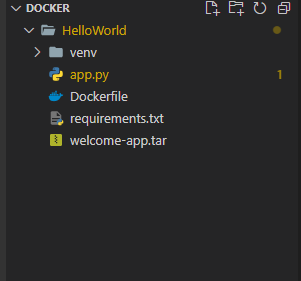 DOCKER
HelloWorld
venv
app.py 1
Dockerfile
requirements.txt
welcome-app.tar